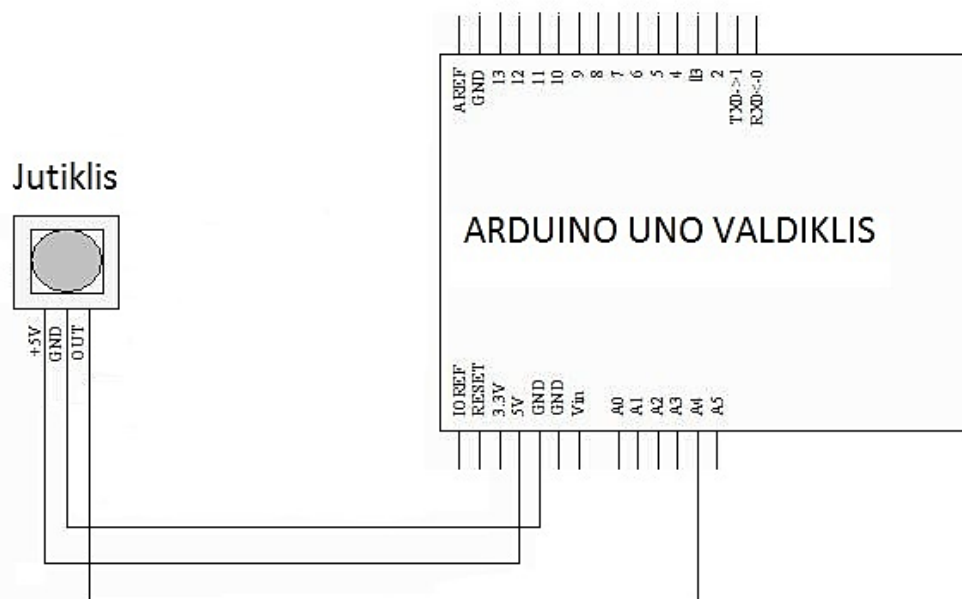 AREF
GND
13
12
11
10
9
8
7
6
5
4
3
2
TXD->1
RXD<-0
Jutiklis
ARDUINO UNO VALDIKLIS
+5V
GND
OUT
IOREF
RESET
3.3V
5V
GND
GND
Vin
A0
A1
A2
A3
A4
A5